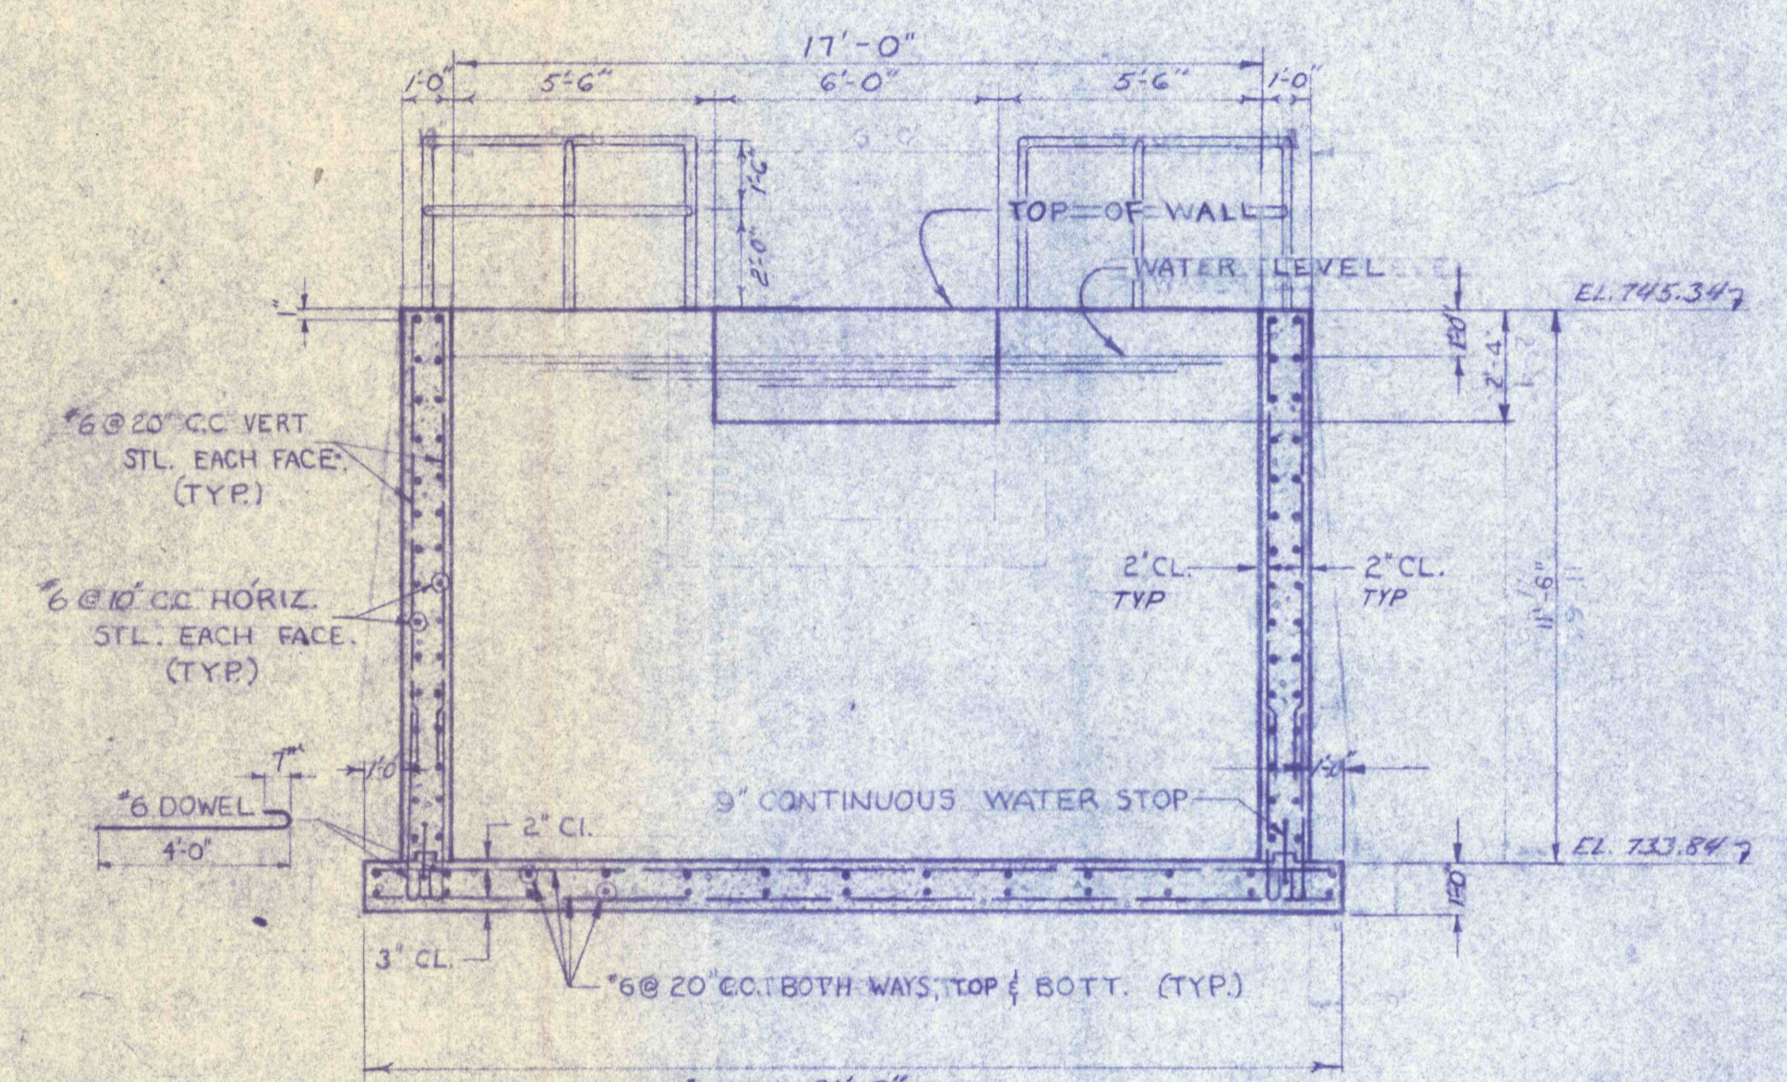 17'-0"
1'-0" 5'-6" 6'-0" 5'-6" 1'-0"
1'-6"
2'-0"
TOP OF WALL
WATER LEVEL
EL. 745.34
1'-0"
2'-4"
1"
#6 @ 20" C.C. VERT
STL. EACH FACE.
(TYP.)
2" CL. 2" CL.
TYP TYP
11'-6"
#6 @ 10" C.C. HORIZ.
STL. EACH FACE.
(TYP.)
7"
1'-0" 1'-0"
#6 DOWEL
9" CONTINUOUS WATER STOP
2" Cl.
4'-0"
EL. 733.84
1'-0"
3" CL.
#6 @ 20" C.C. BOTH WAYS, TOP & BOTT. (TYP.)